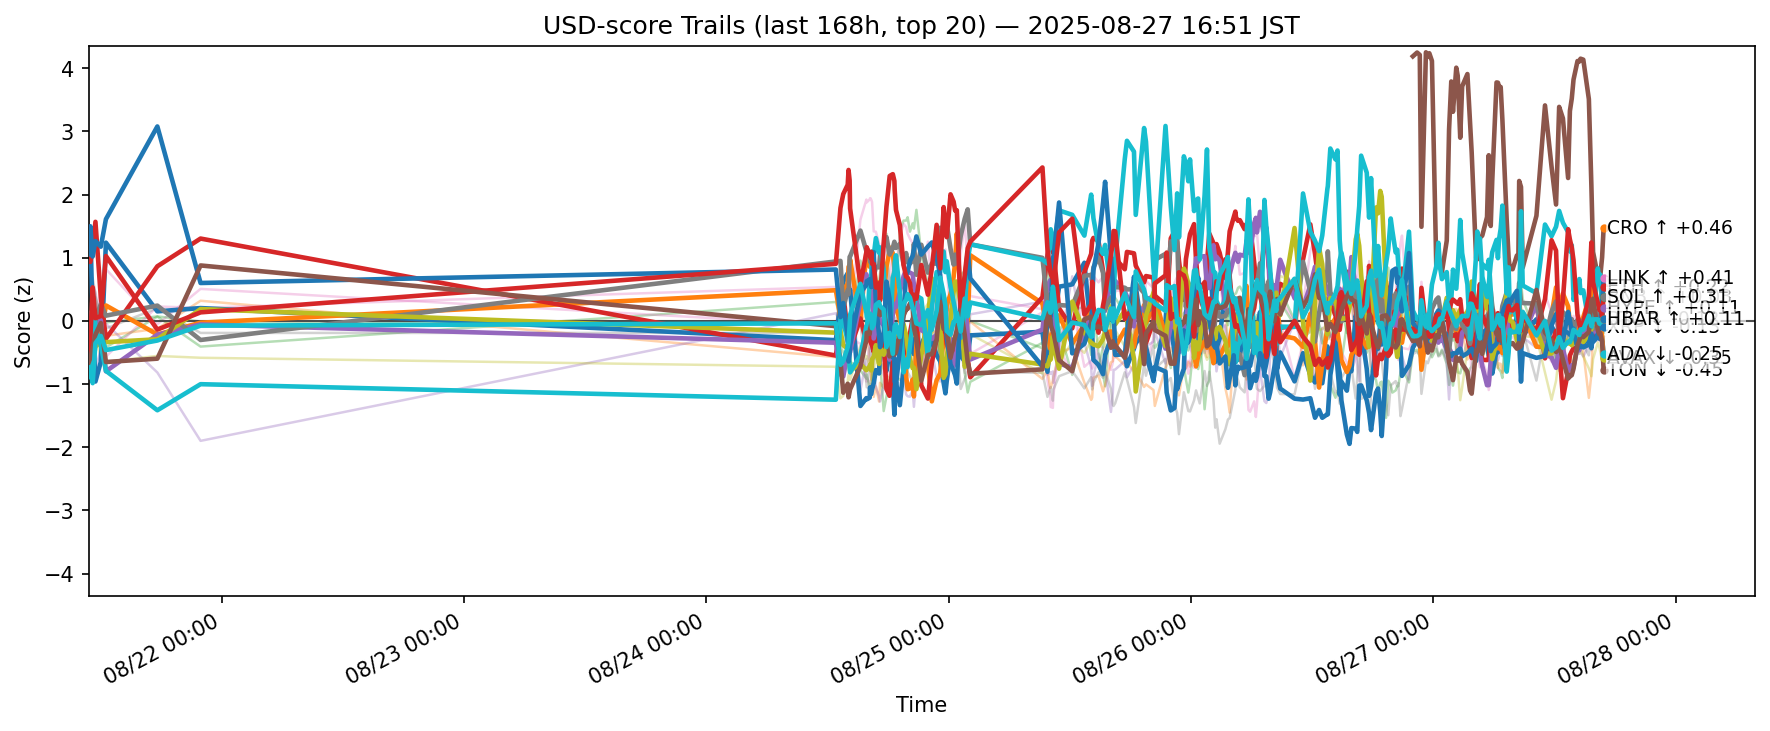 USD-score Trails (last 168h, top 20) — 2025-08-27 16:51 JST
Score (z)
4
3
2
1
0
−1
−2
−3
−4
CRO ↑ +0.46
LINK ↑ +0.41
SOL ↑ +0.31
HBAR ↑ +0.11
ADA ↓ -0.25
TON ↓ -0.45
08/22 00:00
08/23 00:00
08/24 00:00
08/25 00:00
08/26 00:00
08/27 00:00
08/28 00:00
Time